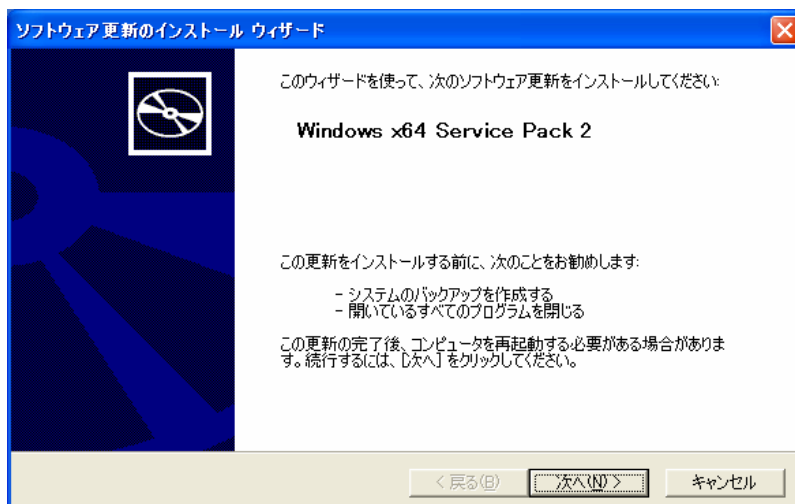 ソフトウェア更新のインストール ウィザード
このウィザードを使って、次のソフトウェア更新をインストールしてください:
Windows x64 Service Pack 2
この更新をインストールする前に、次のことをお勧めします:
- システムのバックアップを作成する
- 開いているすべてのプログラムを閉じる
この更新の完了後、コンピュータを再起動する必要がある場合がありま
す。続行するには、[次へ] をクリックしてください。
< 戻る(B)
次へ(N) >
キャンセル